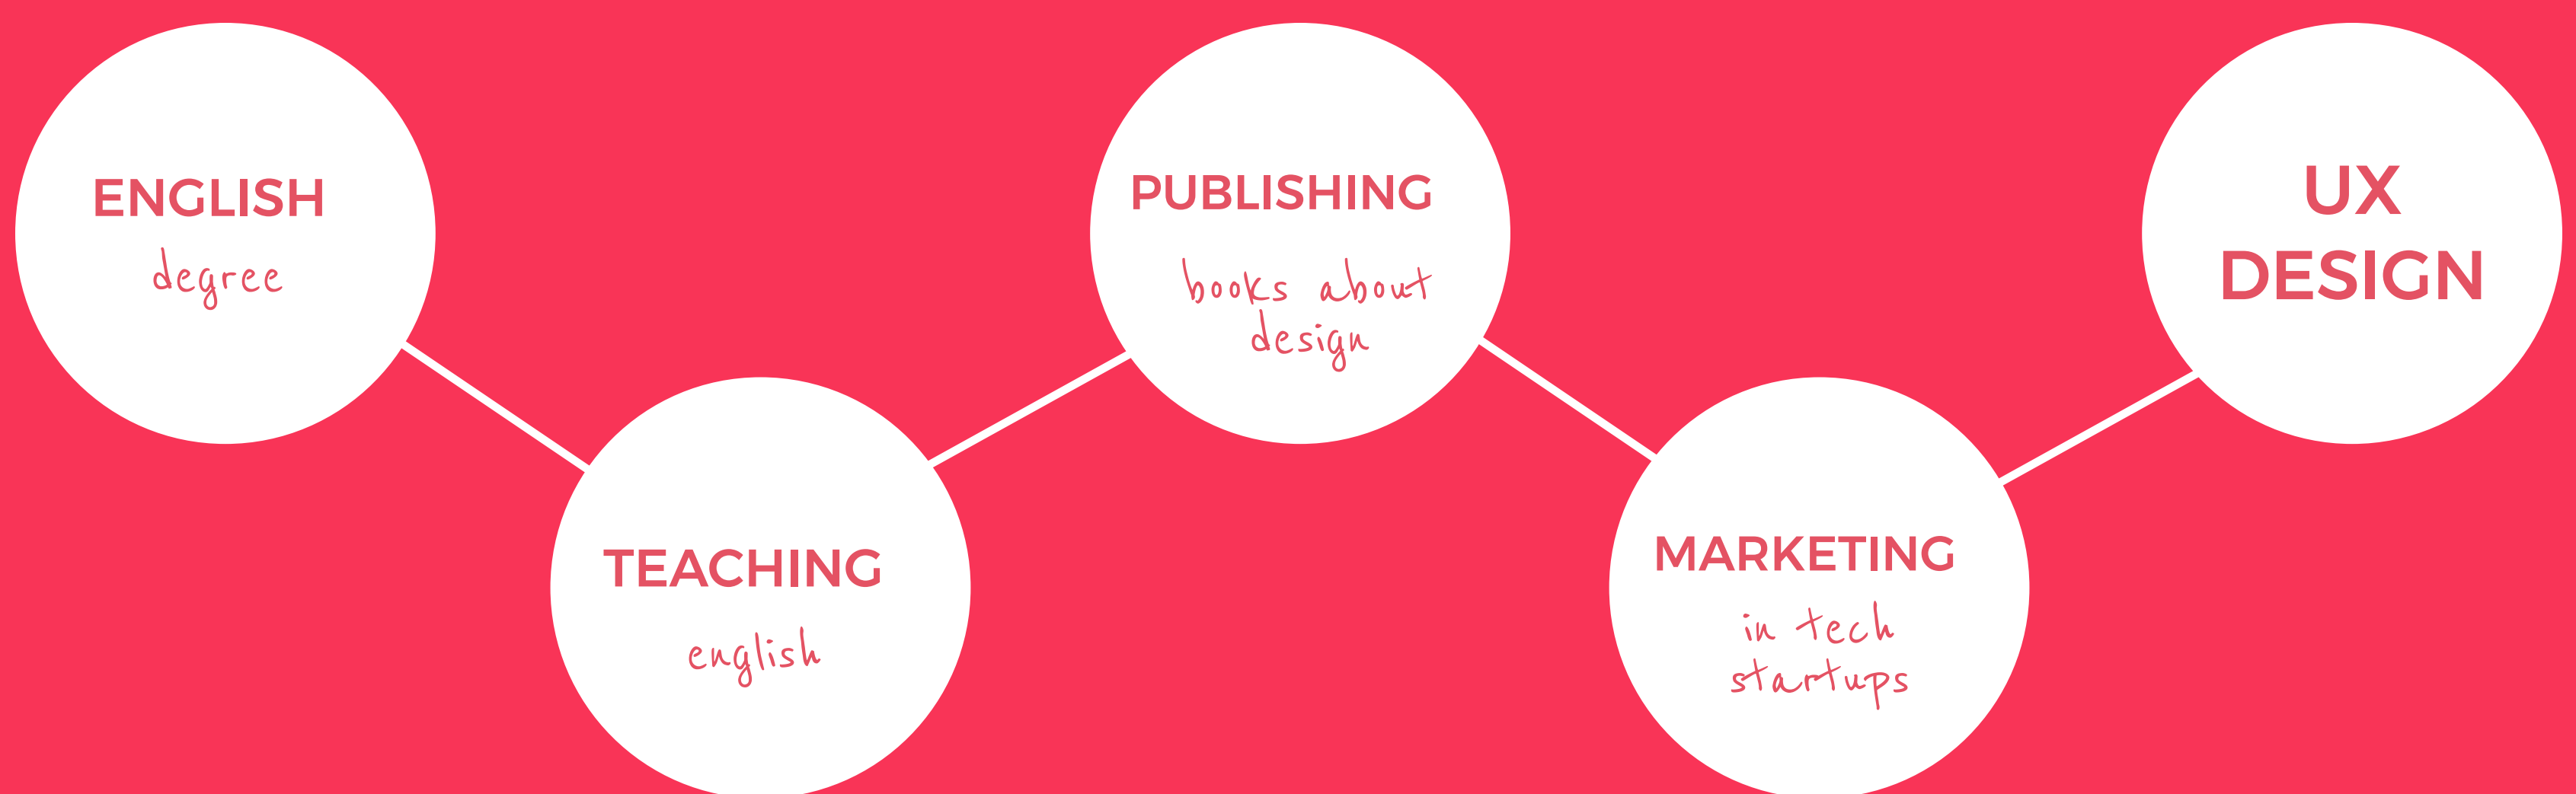 ENGLISH
degree
TEACHING
english
PUBLISHING
books about
design
MARKETING
in tech
startups
UX
DESIGN